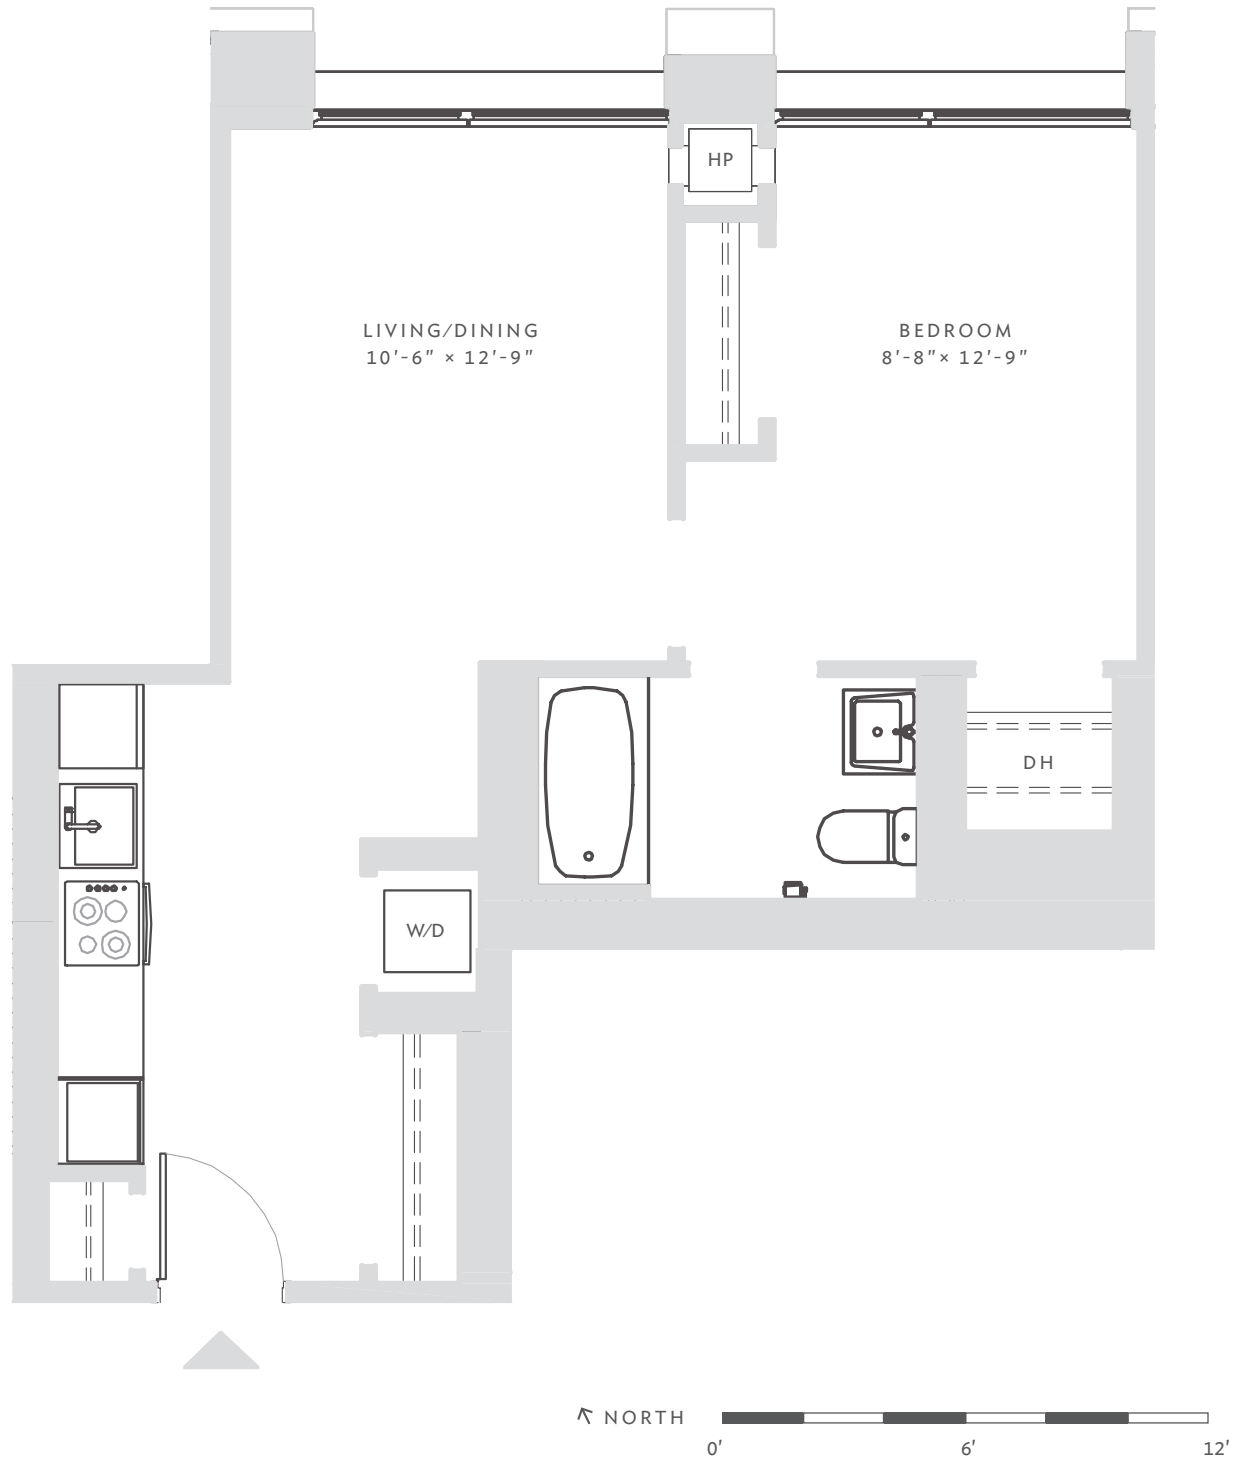 HP
LIVING/DINING
10'-6" × 12'-9"
BEDROOM
8'-8"× 12'-9"
DH
W/D
NORTH
0' 6' 12'